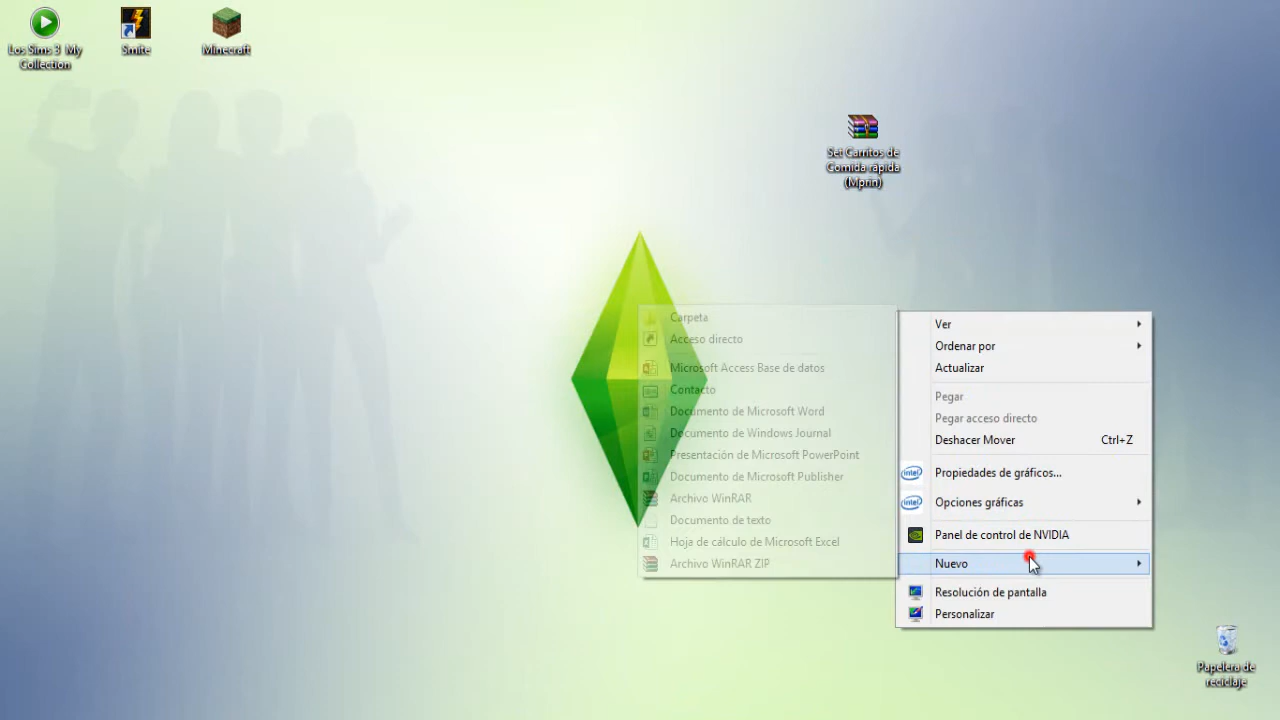 Los Sims 3 My
Collection
Smite
Minecraft
Set Carritos de
Comida rápida
(Mprin)
Carpeta
Acceso directo
Microsoft Access Base de datos
Contacto
Documento de Microsoft Word
Documento de Windows Journal
Presentación de Microsoft PowerPoint
Documento de Microsoft Publisher
Archivo WinRAR
Documento de texto
Hoja de cálculo de Microsoft Excel
Archivo WinRAR ZIP
Ver
Ordenar por
Actualizar
Pegar
Pegar acceso directo
Deshacer Mover Ctrl+Z
intel Propiedades de gráficos...
intel Opciones gráficas
Panel de control de NVIDIA
Nuevo
Resolución de pantalla
Personalizar
Papelera de
reciclaje